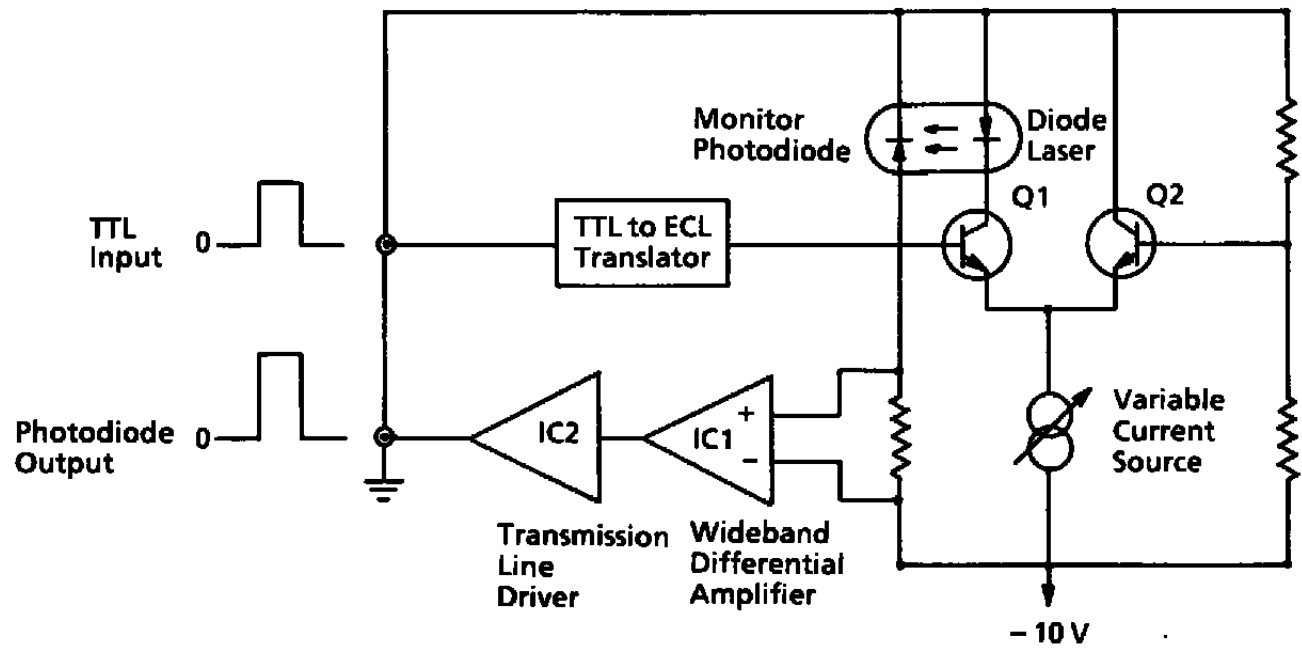 Monitor
Photodiode
Diode
Laser
Q1
Q2
TTL
Input
0
TTL to ECL
Translator
Photodiode
Output
0
IC2
IC1
+
–
Variable
Current
Source
Transmission
Line
Driver
Wideband
Differential
Amplifier
– 10 V